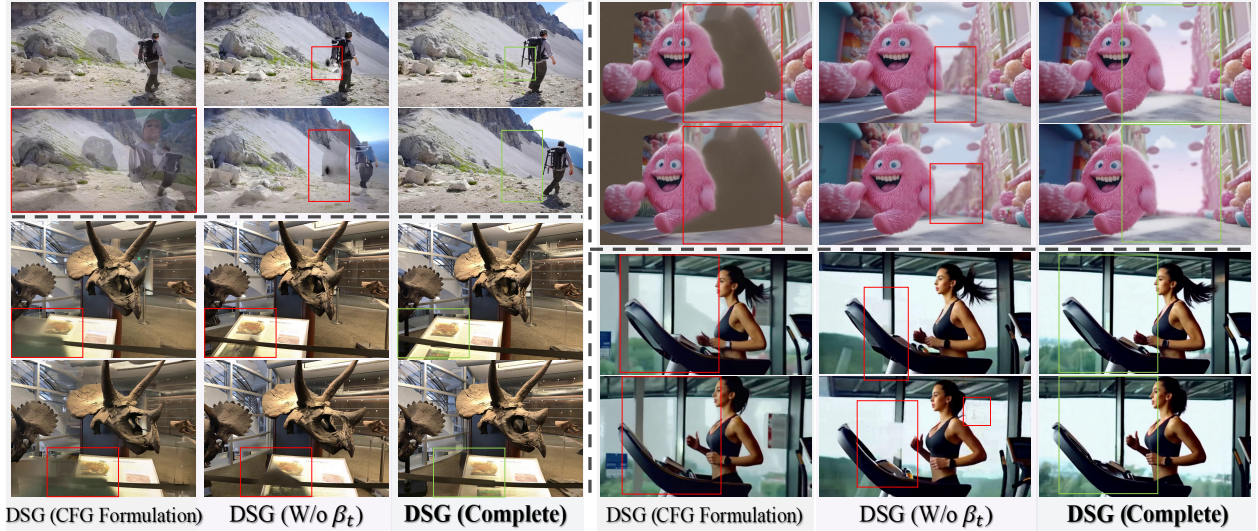 DSG (CFG Formulation) DSG (W/o βₜ) DSG (Complete) DSG (CFG Formulation) DSG (W/o βₜ) DSG (Complete)